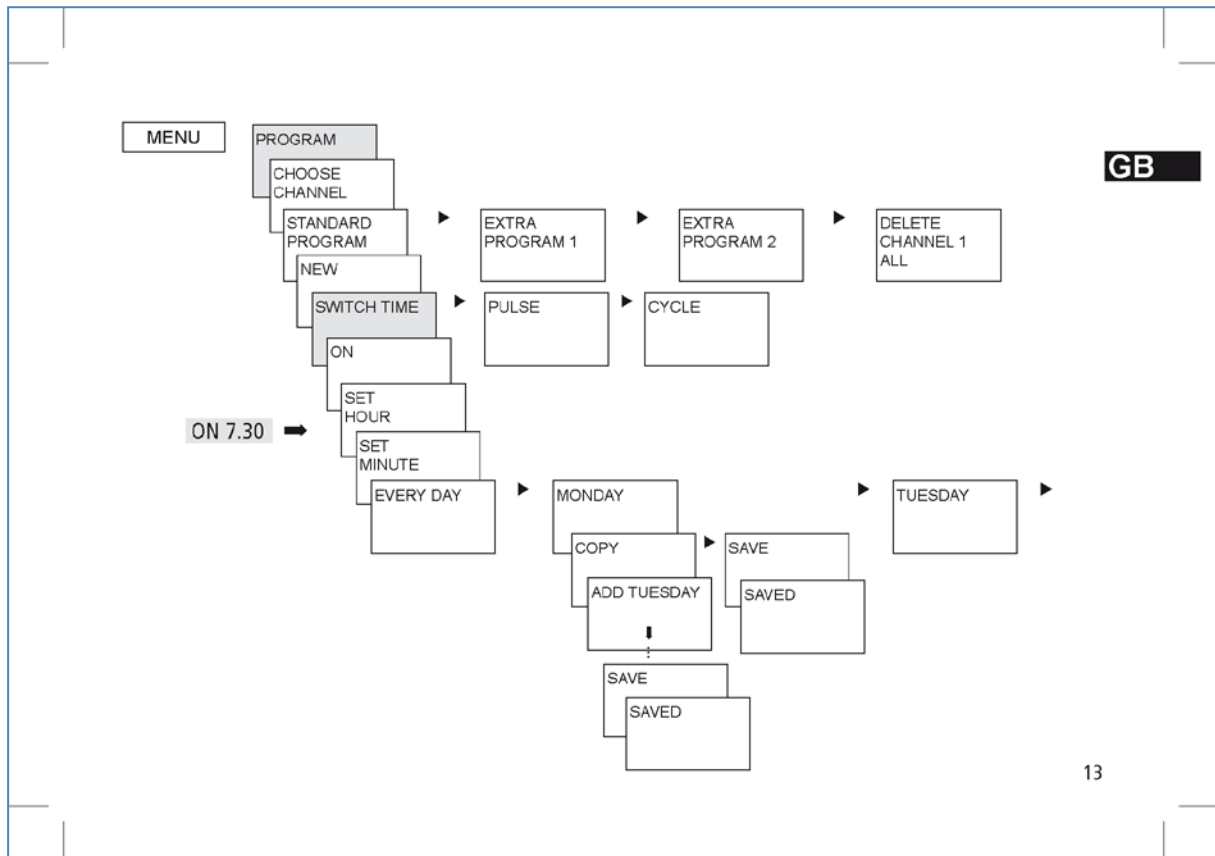 MENU
PROGRAM
GB
CHOOSE
CHANNEL
STANDARD
PROGRAM
EXTRA
PROGRAM 1
EXTRA
PROGRAM 2
DELETE
CHANNEL 1
ALL
NEW
SWITCH TIME
PULSE
CYCLE
ON
SET
HOUR
ON 7.30
SET
MINUTE
EVERY DAY
MONDAY
TUESDAY
COPY
SAVE
ADD TUESDAY
SAVED
SAVE
SAVED
13